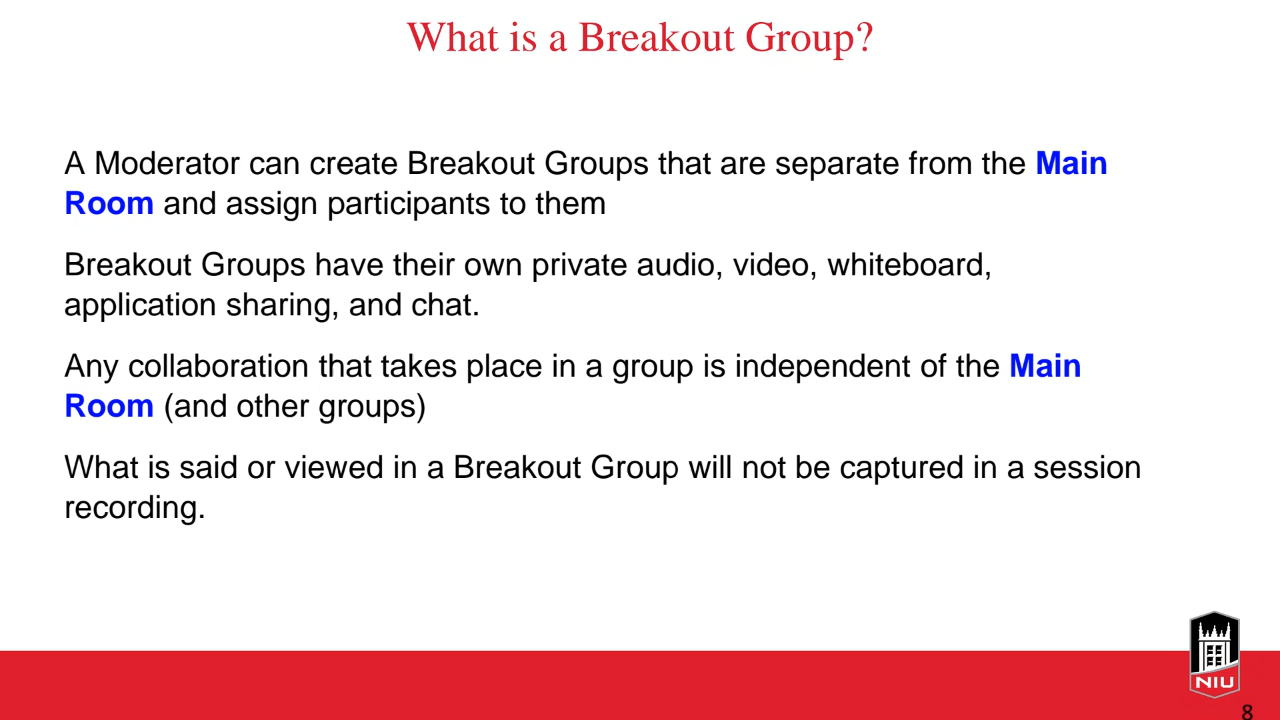 What is a Breakout Group?
A Moderator can create Breakout Groups that are separate from the Main
Room and assign participants to them
Breakout Groups have their own private audio, video, whiteboard,
application sharing, and chat.
Any collaboration that takes place in a group is independent of the Main
Room (and other groups)
What is said or viewed in a Breakout Group will not be captured in a session
recording.
NIU
8